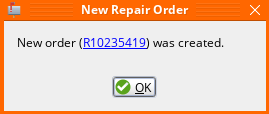 New Repair Order
New order (R10235419) was created.
OK